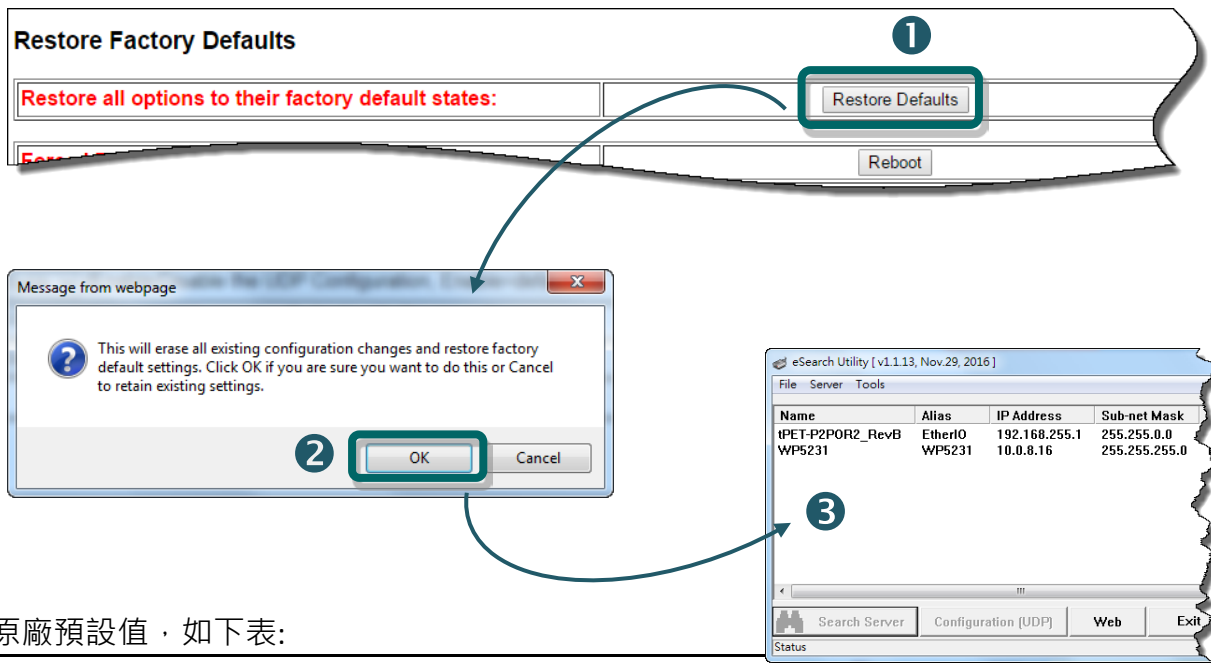 Restore Factory Defaults
❶
Restore all options to their factory default states:
Restore Defaults
Reboot
Message from webpage
This will erase all existing configuration changes and restore factory
default settings. Click OK if you are sure you want to do this or Cancel
to retain existing settings.
❷
OK
Cancel
eSearch Utility [ v1.1.13, Nov.29, 2016 ]
File Server Tools
Name Alias IP Address Sub-net Mask
tPET-P2POR2_RevB EtherIO 192.168.255.1 255.255.0.0
WP5231 WP5231 10.0.8.16 255.255.255.0
❸
Search Server Configuration (UDP) Web Exit
Status
原廠預設值，如下表: